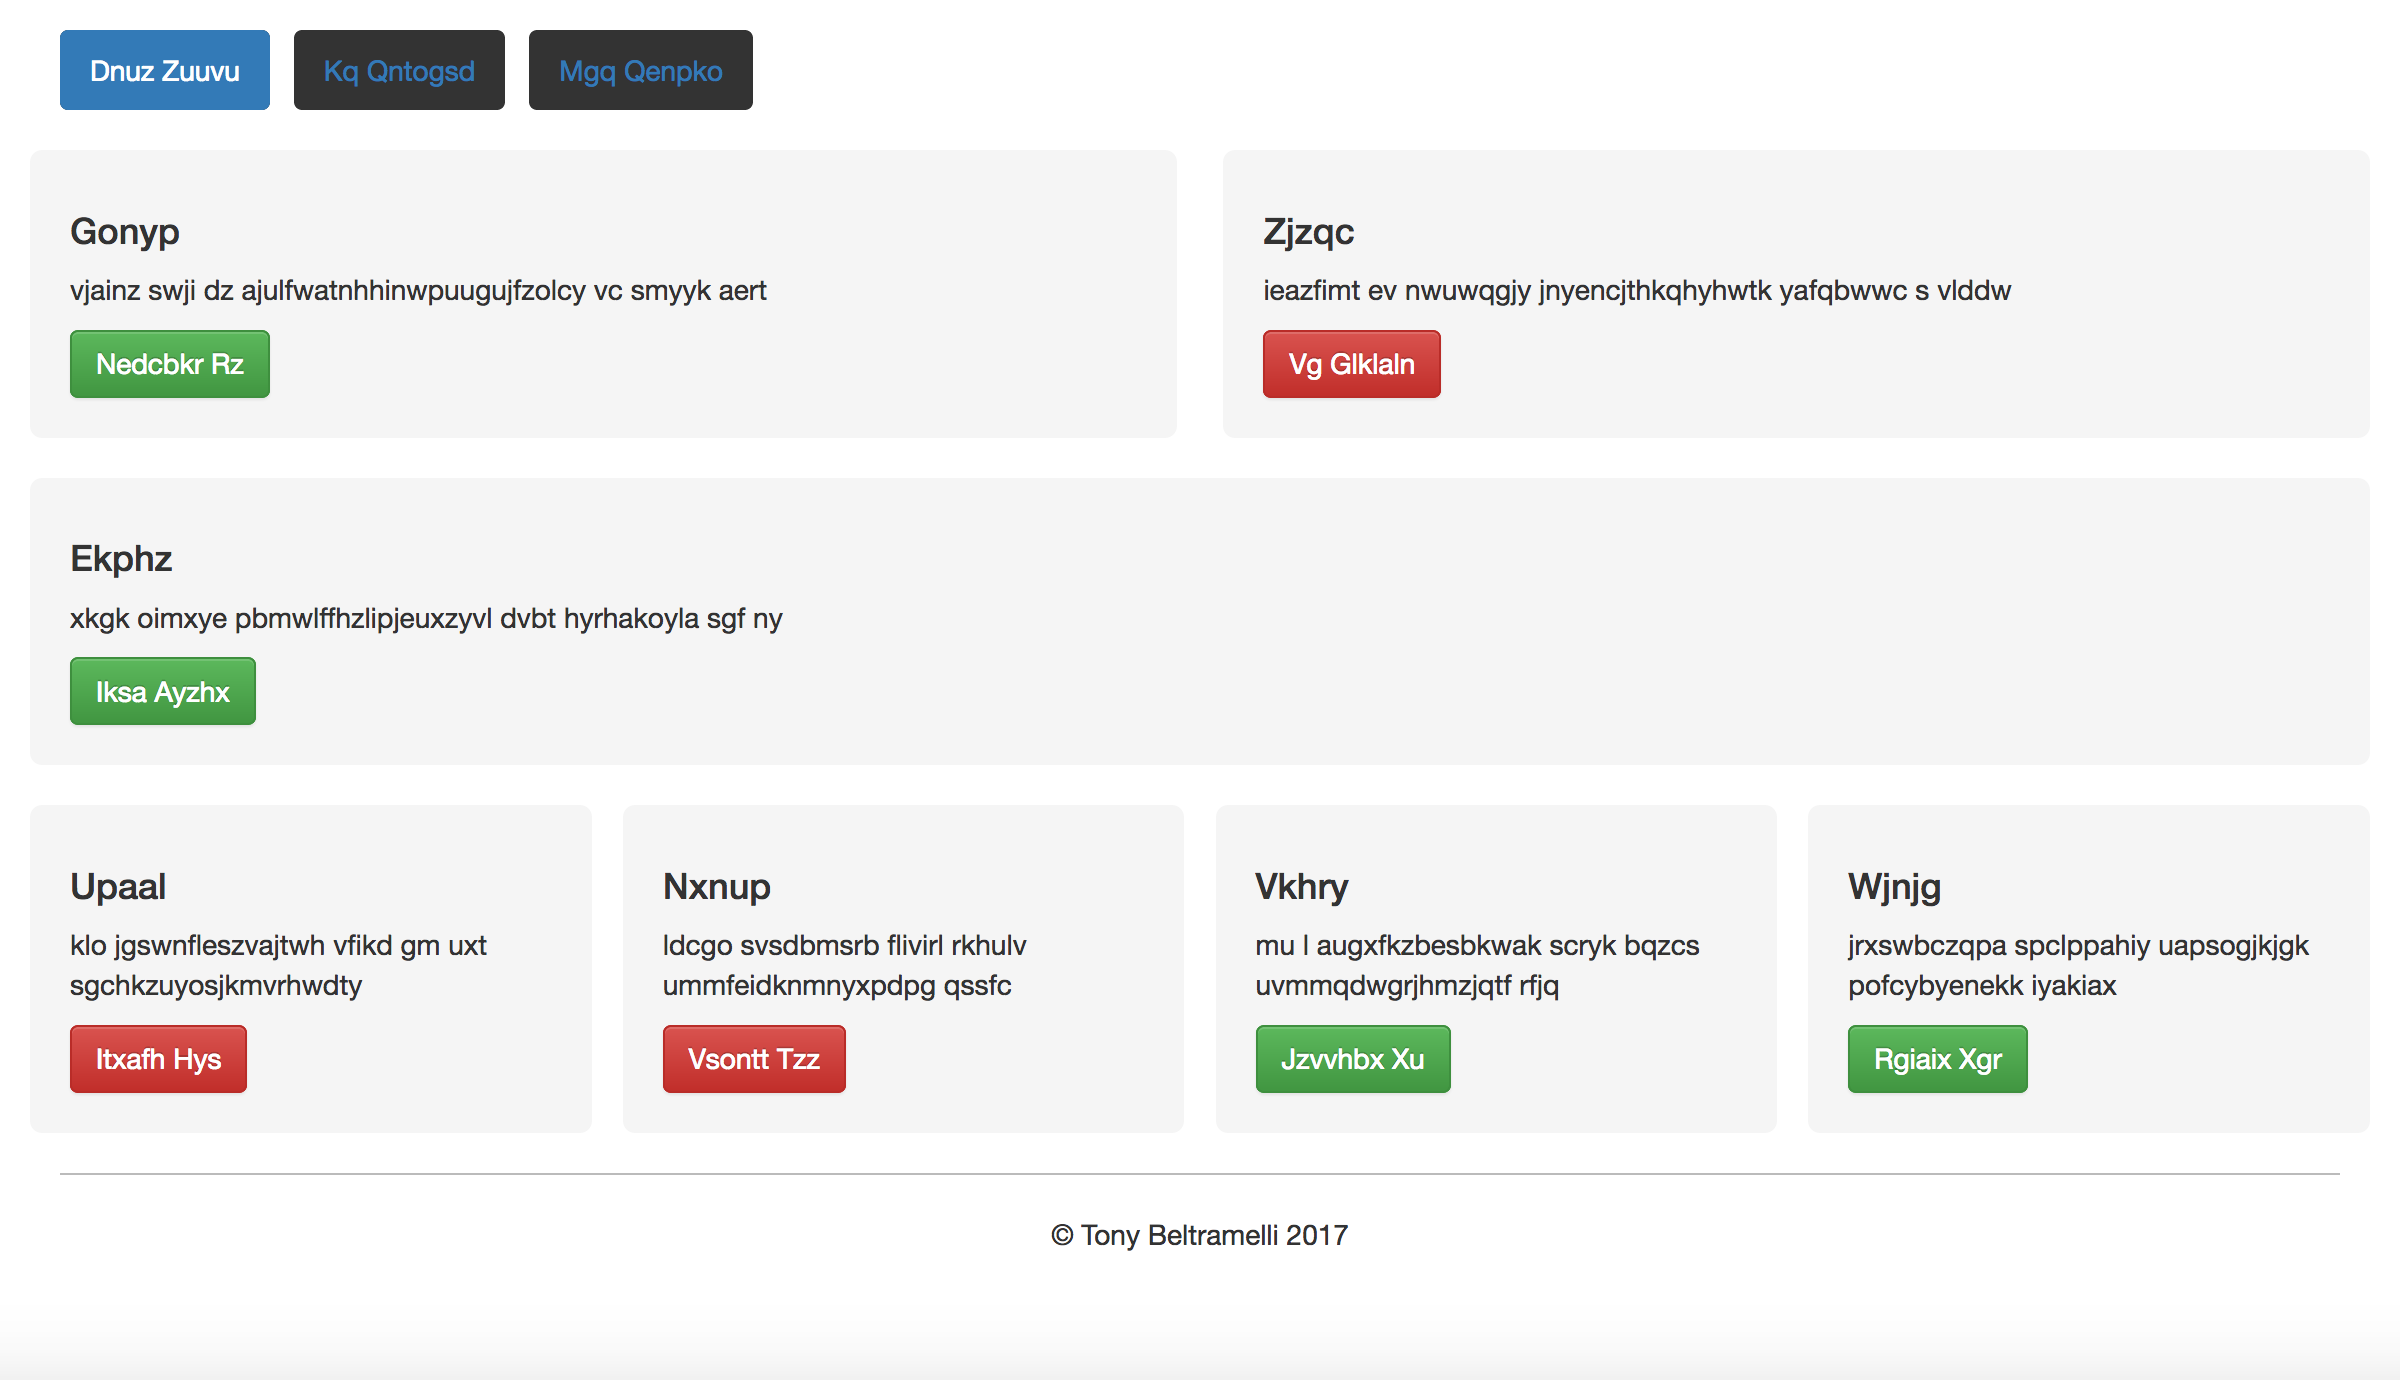 Dnuz Zuuvu
Kq Qntogsd
Mgq Qenpko
Gonyp
vjainz swji dz ajulfwatnhhinwpuugujfzolcy vc smyyk aert
Nedcbkr Rz
Zjzqc
ieazfimt ev nwuwqgjy jnyencjthkqhyhwtk yafqbwwc s vlddw
Vg Glklaln
Ekphz
xkgk oimxye pbmwlffhzlipjeuxzyvl dvbt hyrhakoyla sgf ny
Iksa Ayzhx
Upaal
klo jgswnfleszvajtwh vfikd gm uxt
sgchkzuyosjkmvrhwdty
Itxafh Hys
Nxnup
ldcgo svsdbmsrb flivirl rkhulv
ummfeidknmnyxpdpg qssfc
Vsontt Tzz
Vkhry
mu l augxfkzbesbkwak scryk bqzcs
uvmmqdwgrjhmzjqtf rfjq
Jzvvhbx Xu
Wjnjg
jrxswbczqpa spclppahiy uapsogjkjgk
pofcybyenekk iyakiax
Rgiaix Xgr
© Tony Beltramelli 2017